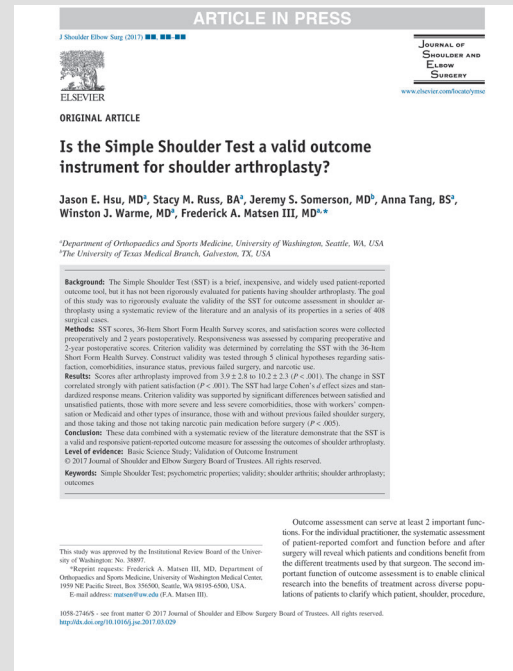 ARTICLE IN PRESS
J Shoulder Elbow Surg (2017) ■■, ■■–■■
JOURNAL OF
SHOULDER AND
ELBOW
SURGERY
ELSEVIER
www.elsevier.com/locate/ymse
ORIGINAL ARTICLE
Is the Simple Shoulder Test a valid outcome
instrument for shoulder arthroplasty?
Jason E. Hsu, MDa, Stacy M. Russ, BAa, Jeremy S. Somerson, MDb, Anna Tang, BSa,
Winston J. Warme, MDa, Frederick A. Matsen III, MDa,*
aDepartment of Orthopaedics and Sports Medicine, University of Washington, Seattle, WA, USA
bThe University of Texas Medical Branch, Galveston, TX, USA
Background: The Simple Shoulder Test (SST) is a brief, inexpensive, and widely used patient-reported
outcome tool, but it has not been rigorously evaluated for patients having shoulder arthroplasty. The goal
of this study was to rigorously evaluate the validity of the SST for outcome assessment in shoulder ar-
throplasty using a systematic review of the literature and an analysis of its properties in a series of 408
surgical cases.
Methods: SST scores, 36-Item Short Form Health Survey scores, and satisfaction scores were collected
preoperatively and 2 years postoperatively. Responsiveness was assessed by comparing preoperative and
2-year postoperative scores. Criterion validity was determined by correlating the SST with the 36-Item
Short Form Health Survey. Construct validity was tested through 5 clinical hypotheses regarding satis-
faction, comorbidities, insurance status, previous failed surgery, and narcotic use.
Results: Scores after arthroplasty improved from 3.9 ± 2.8 to 10.2 ± 2.3 (P < .001). The change in SST
correlated strongly with patient satisfaction (P < .001). The SST had large Cohen's d effect sizes and stan-
dardized response means. Criterion validity was supported by significant differences between satisfied and
unsatisfied patients, those with more severe and less severe comorbidities, those with workers' compen-
sation or Medicaid and other types of insurance, those with and without previous failed shoulder surgery,
and those taking and those not taking narcotic pain medication before surgery (P < .005).
Conclusion: These data combined with a systematic review of the literature demonstrate that the SST is
a valid and responsive patient-reported outcome measure for assessing the outcomes of shoulder arthroplasty.
Level of evidence: Basic Science Study; Validation of Outcome Instrument
© 2017 Journal of Shoulder and Elbow Surgery Board of Trustees. All rights reserved.
Keywords: Simple Shoulder Test; psychometric properties; validity; shoulder arthritis; shoulder arthroplasty;
outcomes
This study was approved by the Institutional Review Board of the Univer-
sity of Washington: No. 38897.
*Reprint requests: Frederick A. Matsen III, MD, Department of
Orthopaedics and Sports Medicine, University of Washington Medical Center,
1959 NE Pacific Street, Box 356500, Seattle, WA 98195-6500, USA.
E-mail address: matsen@uw.edu (F.A. Matsen III).
Outcome assessment can serve at least 2 important func-
tions. For the individual practitioner, the systematic assessment
of patient-reported comfort and function before and after
surgery will reveal which patients and conditions benefit from
the different treatments used by that surgeon. The second im-
portant function of outcome assessment is to enable clinical
research into the benefits of treatment across diverse popu-
lations of patients to clarify which patient, shoulder, procedure,
1058-2746/$ - see front matter © 2017 Journal of Shoulder and Elbow Surgery Board of Trustees. All rights reserved.
http://dx.doi.org/10.1016/j.jse.2017.03.029